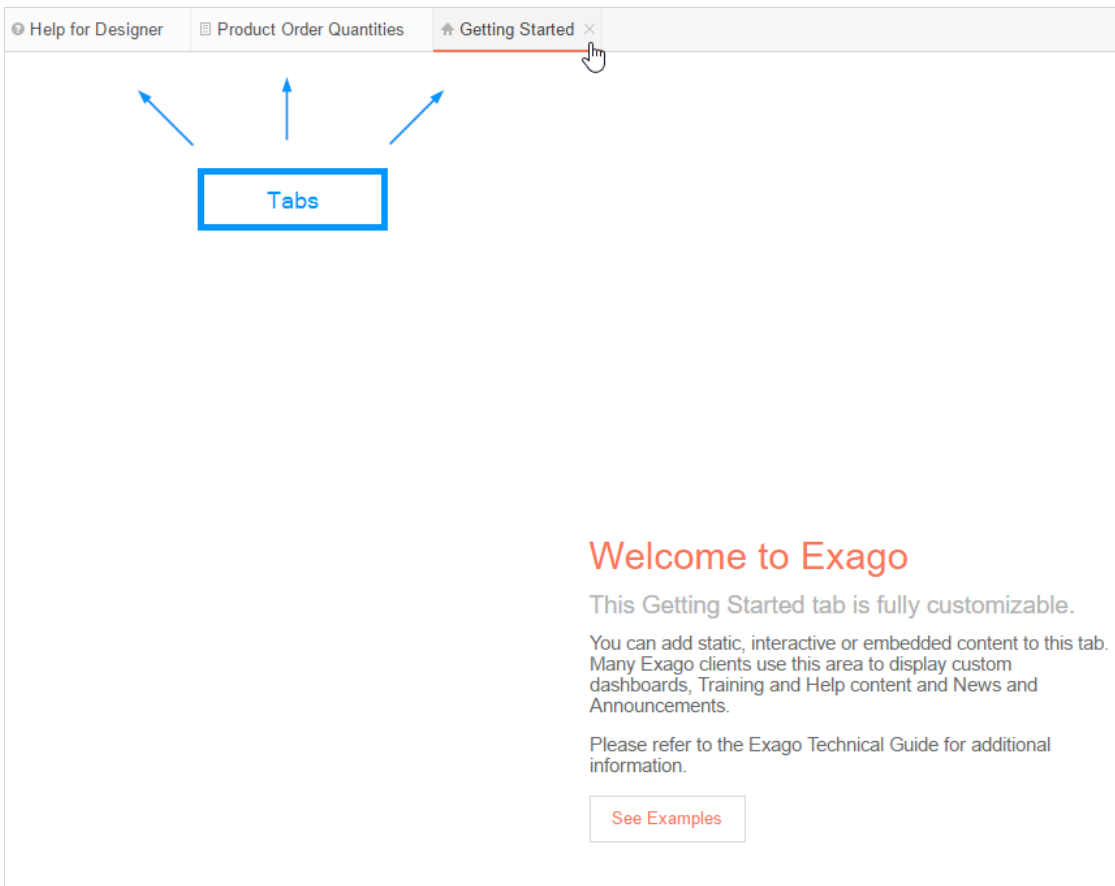 Help for Designer
Product Order Quantities
Getting Started
Tabs
Welcome to Exago
This Getting Started tab is fully customizable.
You can add static, interactive or embedded content to this tab.
Many Exago clients use this area to display custom
dashboards, Training and Help content and News and
Announcements.
Please refer to the Exago Technical Guide for additional
information.
See Examples